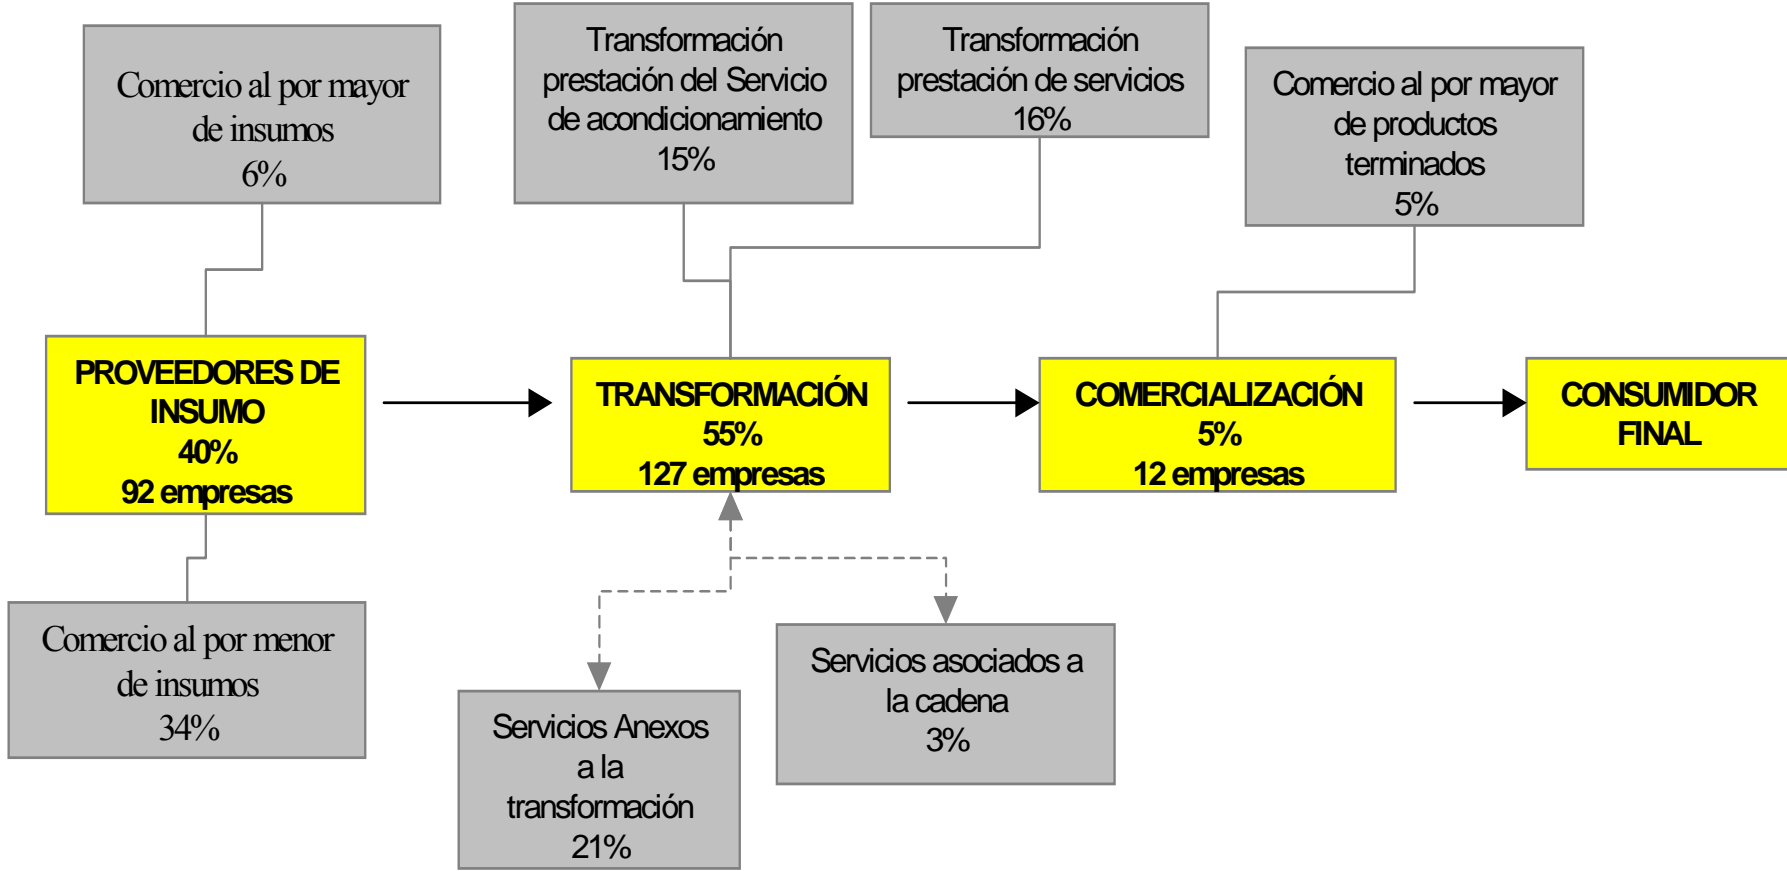 Comercio al por mayor
de insumos
6%
Transformación
prestación del Servicio
de acondicionamiento
15%
Transformación
prestación de servicios
16%
Comercio al por mayor
de productos
terminados
5%
PROVEEDORES DE
INSUMO
40%
92 empresas
TRANSFORMACIÓN
55%
127 empresas
COMERCIALIZACIÓN
5%
12 empresas
CONSUMIDOR
FINAL
Comercio al por menor
de insumos
34%
Servicios Anexos
a la
transformación
21%
Servicios asociados a
la cadena
3%